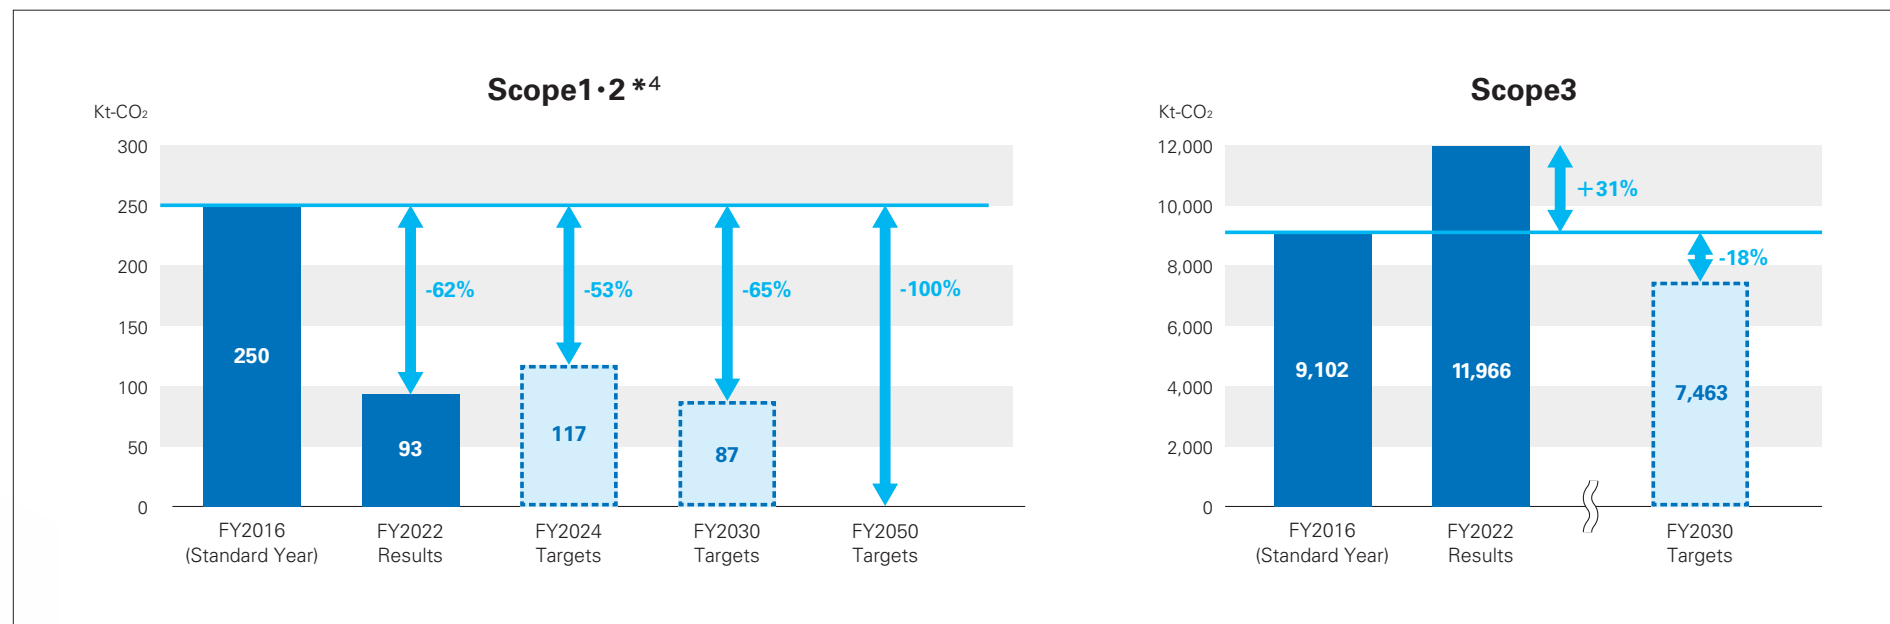 Scope1・2 *4
Kt-CO2
300
250
200
150
100
50
0
-62%
-53%
-65%
-100%
250
93
117
87
FY2016
(Standard Year)
FY2022
Results
FY2024
Targets
FY2030
Targets
FY2050
Targets
Scope3
Kt-CO2
12,000
10,000
8,000
6,000
4,000
2,000
0
+31%
-18%
9,102
11,966
7,463
FY2016
(Standard Year)
FY2022
Results
FY2030
Targets